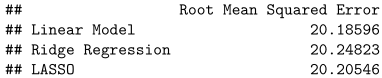 ##                  Root Mean Squared Error
## Linear Model                    20.18596
## Ridge Regression                20.24823
## LASSO                           20.20546